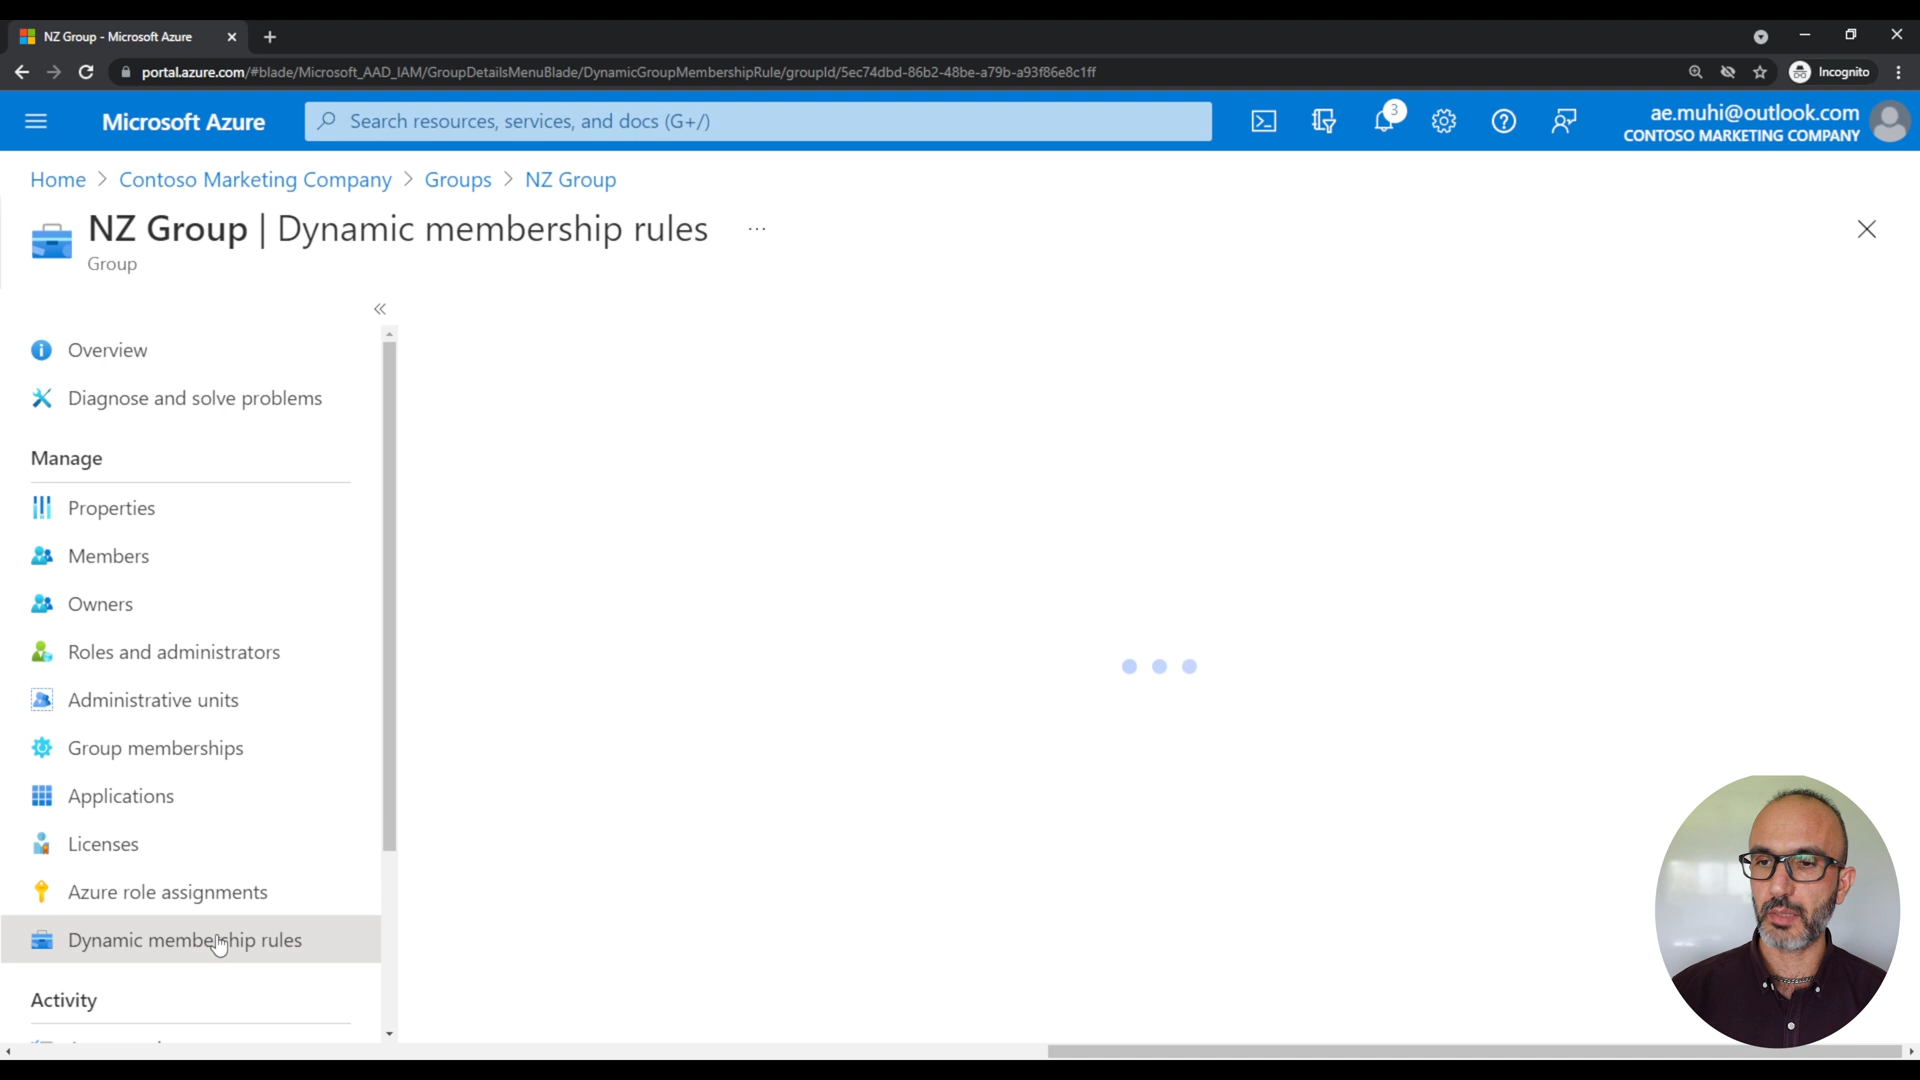 NZ Group - Microsoft Azure
portal.azure.com/#blade/Microsoft_AAD_IAM/GroupDetailsMenuBlade/DynamicGroupMembershipRule/groupId/5ec74dbd-86b2-48be-a79b-a93f86e8c1ff
Incognito
Microsoft Azure
Search resources, services, and docs (G+/)
3
ae.muhi@outlook.com
CONTOSO MARKETING COMPANY
Home > Contoso Marketing Company > Groups > NZ Group
NZ Group | Dynamic membership rules ...
Group
Overview
Diagnose and solve problems
Manage
Properties
Members
Owners
Roles and administrators
Administrative units
Group memberships
Applications
Licenses
Azure role assignments
Dynamic membership rules
Activity